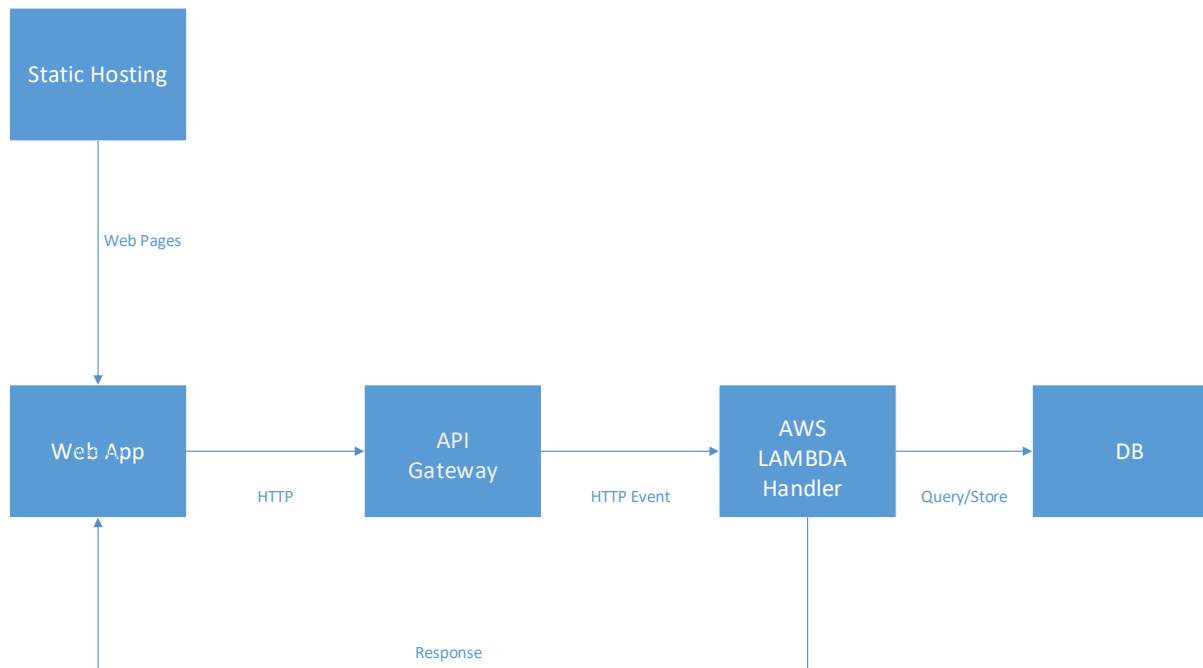 Static Hosting
Web Pages
Web App
API
Gateway
AWS
LAMBDA
Handler
DB
HTTP
HTTP Event
Query/Store
Response